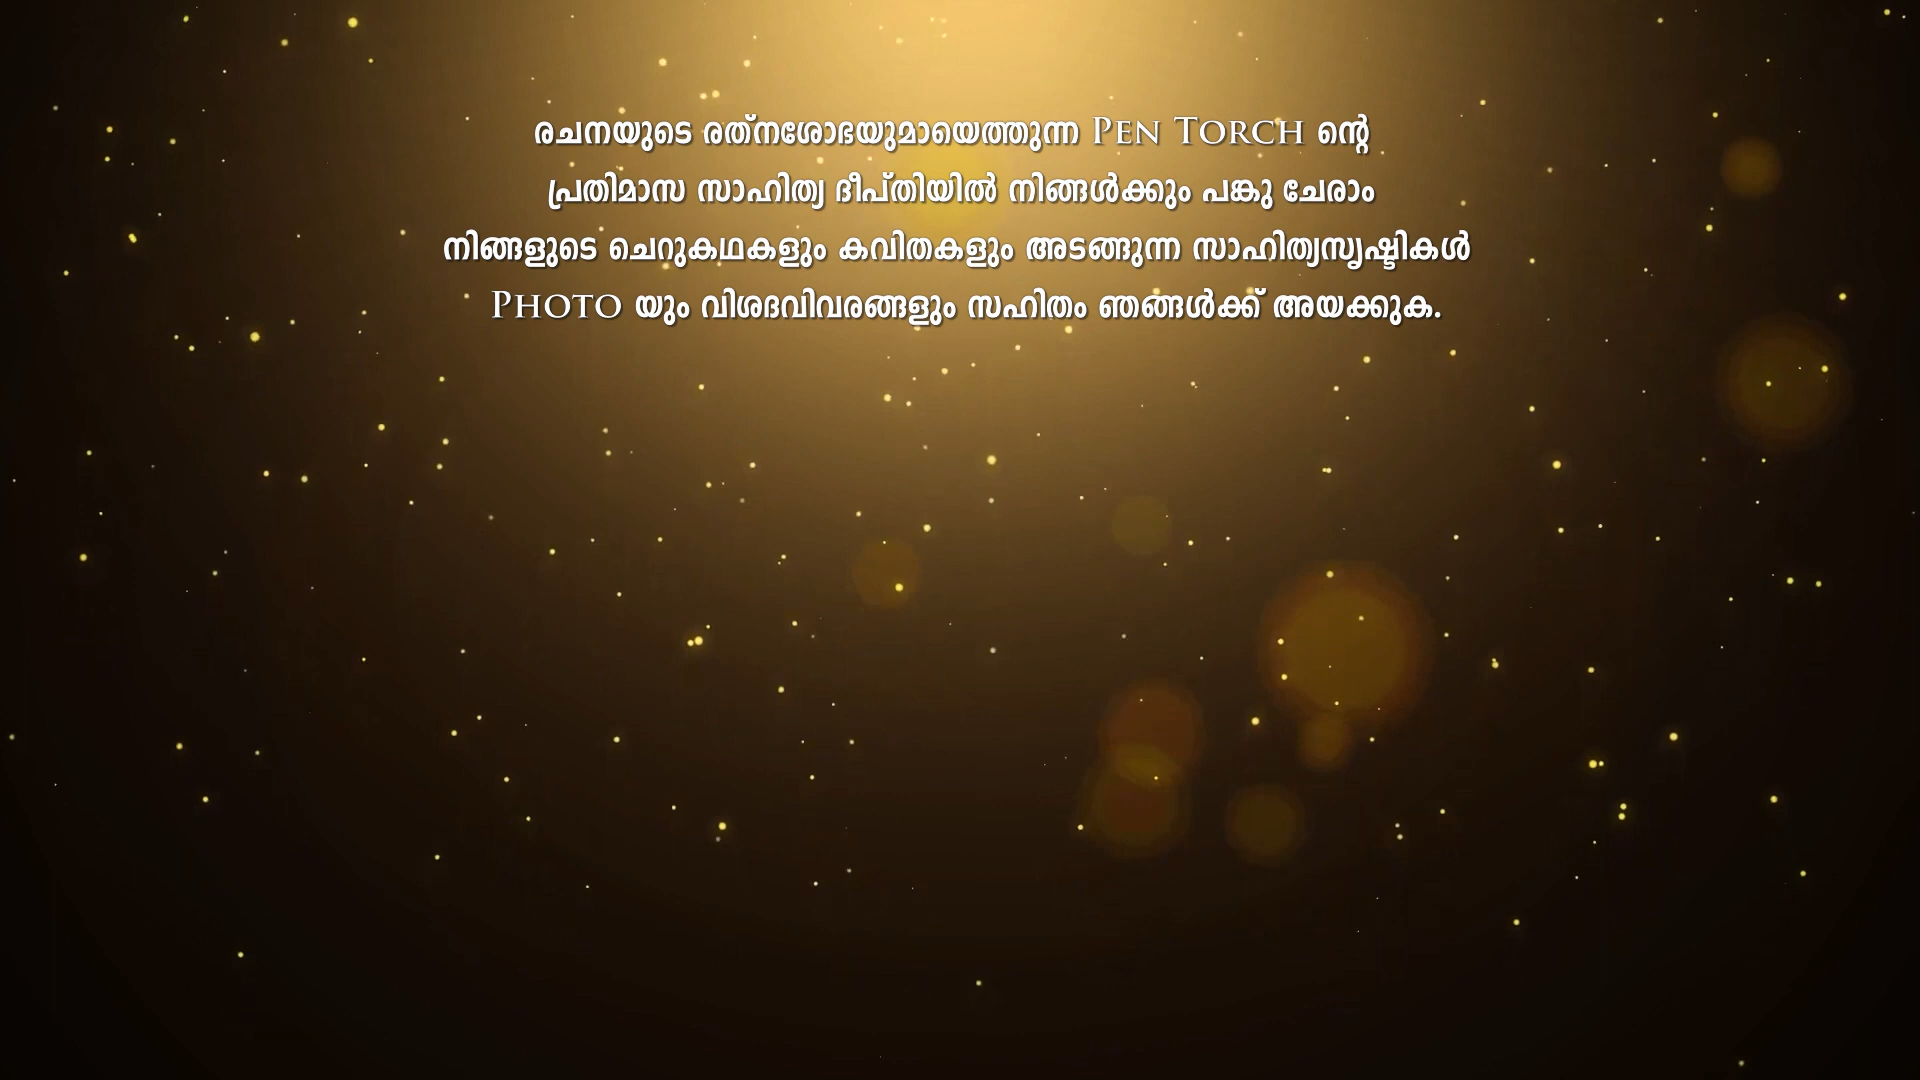 രചനയുടെ രത്നശോഭയുമായെത്തുന്ന PEN TORCH ന്റെ
പ്രതിമാസ സാഹിത്യ ദീപ്തിയിൽ നിങ്ങൾക്കും പങ്കു ചേരാം
നിങ്ങളുടെ ചെറുകഥകളും കവിതകളും അടങ്ങുന്ന സാഹിത്യസൃഷ്ടികൾ
PHOTO യും വിശദവിവരങ്ങളും സഹിതം ഞങ്ങൾക്ക് അയക്കുക.